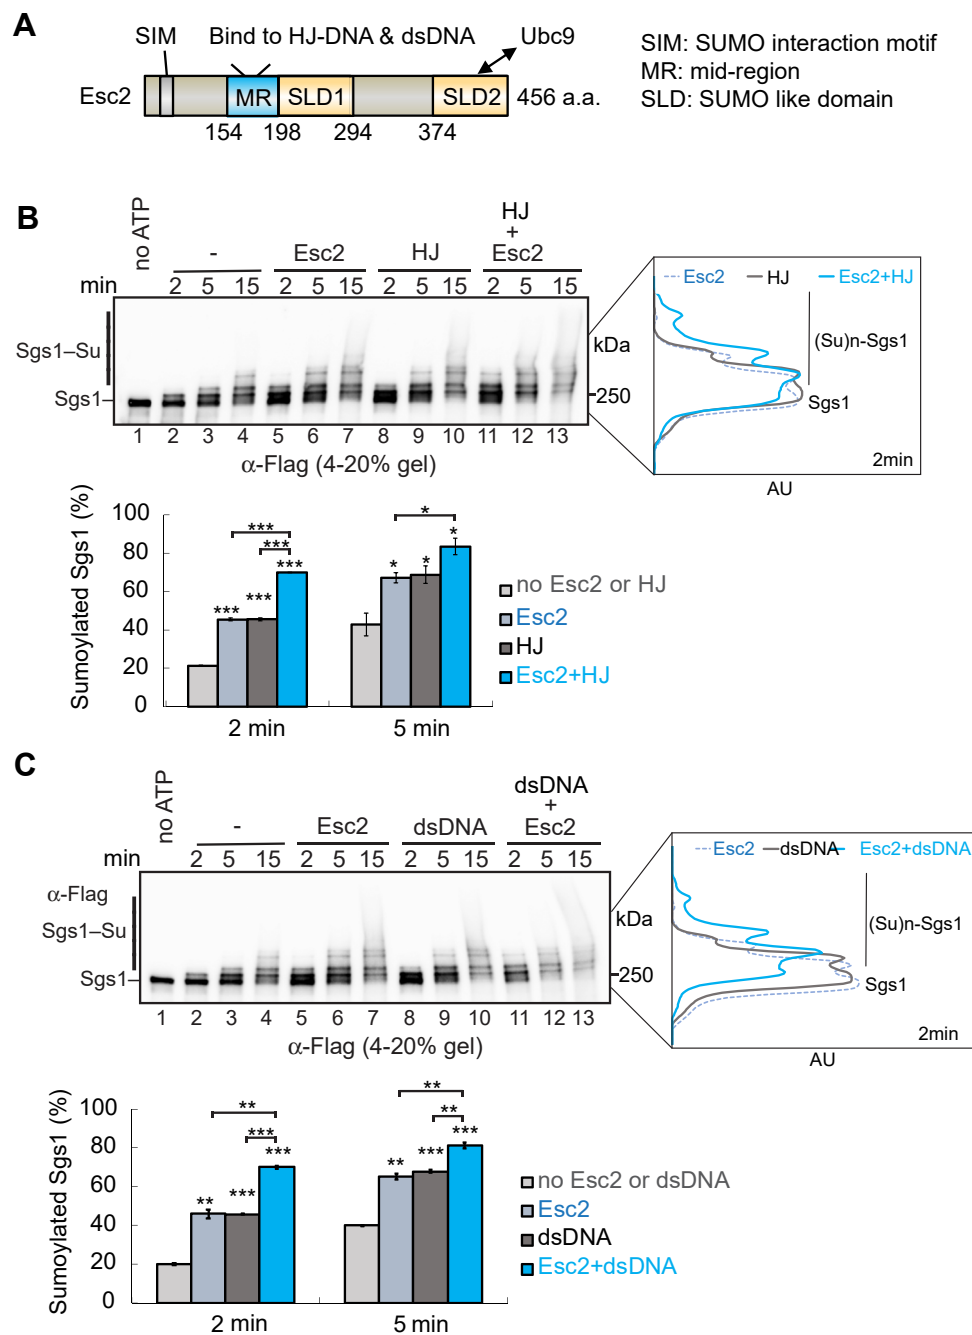 A
SIM Bind to HJ-DNA & dsDNA Ubc9
Esc2 MR SLD1 SLD2 456 a.a.
154 198 294 374
SIM: SUMO interaction motif
MR: mid-region
SLD: SUMO like domain
B
no ATP - Esc2 HJ HJ + Esc2
min 2 5 15 2 5 15 2 5 15 2 5 15
Sgs1–Su
Sgs1–
kDa
-250
1 2 3 4 5 6 7 8 9 10 11 12 13
α-Flag (4-20% gel)
Esc2 HJ Esc2+HJ
(Su)n-Sgs1
Sgs1
2min
AU
Sumoylated Sgs1 (%)
100
80
60
40
20
0
*** *** *** *** ***
* * * *
2 min 5 min
no Esc2 or HJ
Esc2
HJ
Esc2+HJ
C
no ATP - Esc2 dsDNA dsDNA + Esc2
min 2 5 15 2 5 15 2 5 15 2 5 15
α-Flag
Sgs1–Su
Sgs1–
kDa
-250
1 2 3 4 5 6 7 8 9 10 11 12 13
α-Flag (4-20% gel)
Esc2 dsDNA Esc2+dsDNA
(Su)n-Sgs1
Sgs1
2min
AU
Sumoylated Sgs1 (%)
100
80
60
40
20
0
** *** *** ** ***
** ** *** ** ***
2 min 5 min
no Esc2 or dsDNA
Esc2
dsDNA
Esc2+dsDNA